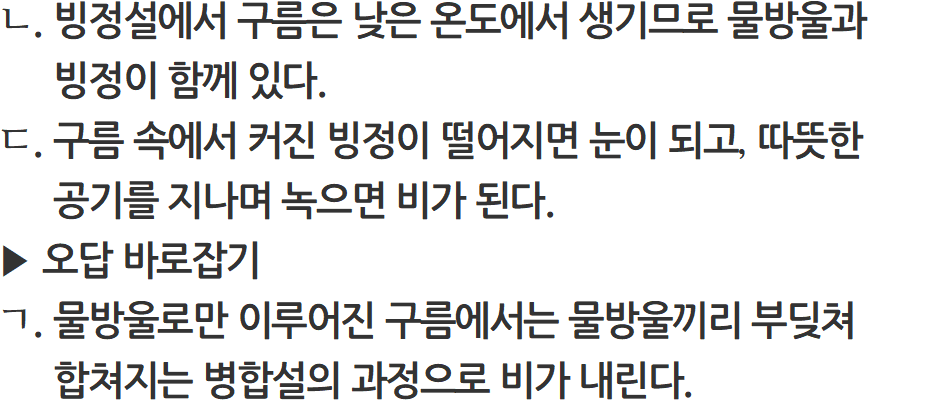 ㄴ. 빙정설에서 구름은 낮은 온도에서 생기므로 물방울과
빙정이 함께 있다.
ㄷ. 구름 속에서 커진 빙정이 떨어지면 눈이 되고, 따뜻한
공기를 지나며 녹으면 비가 된다.
▶ 오답 바로잡기
ㄱ. 물방울로만 이루어진 구름에서는 물방울끼리 부딪쳐
합쳐지는 병합설의 과정으로 비가 내린다.